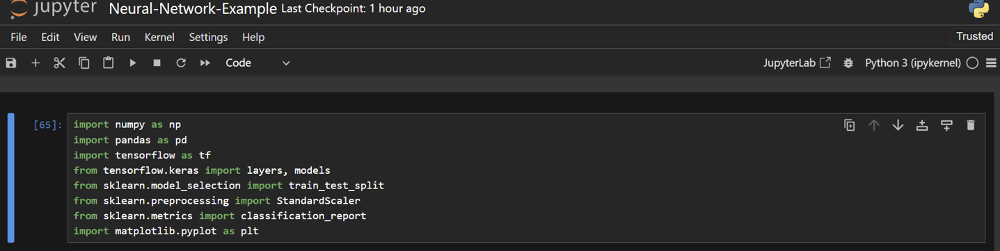 jupyter Neural-Network-Example Last Checkpoint: 1 hour ago
File Edit View Run Kernel Settings Help Trusted
Code JupyterLab Python 3 (ipykernel)
[65]: import numpy as np
import pandas as pd
import tensorflow as tf
from tensorflow.keras import layers, models
from sklearn.model_selection import train_test_split
from sklearn.preprocessing import StandardScaler
from sklearn.metrics import classification_report
import matplotlib.pyplot as plt